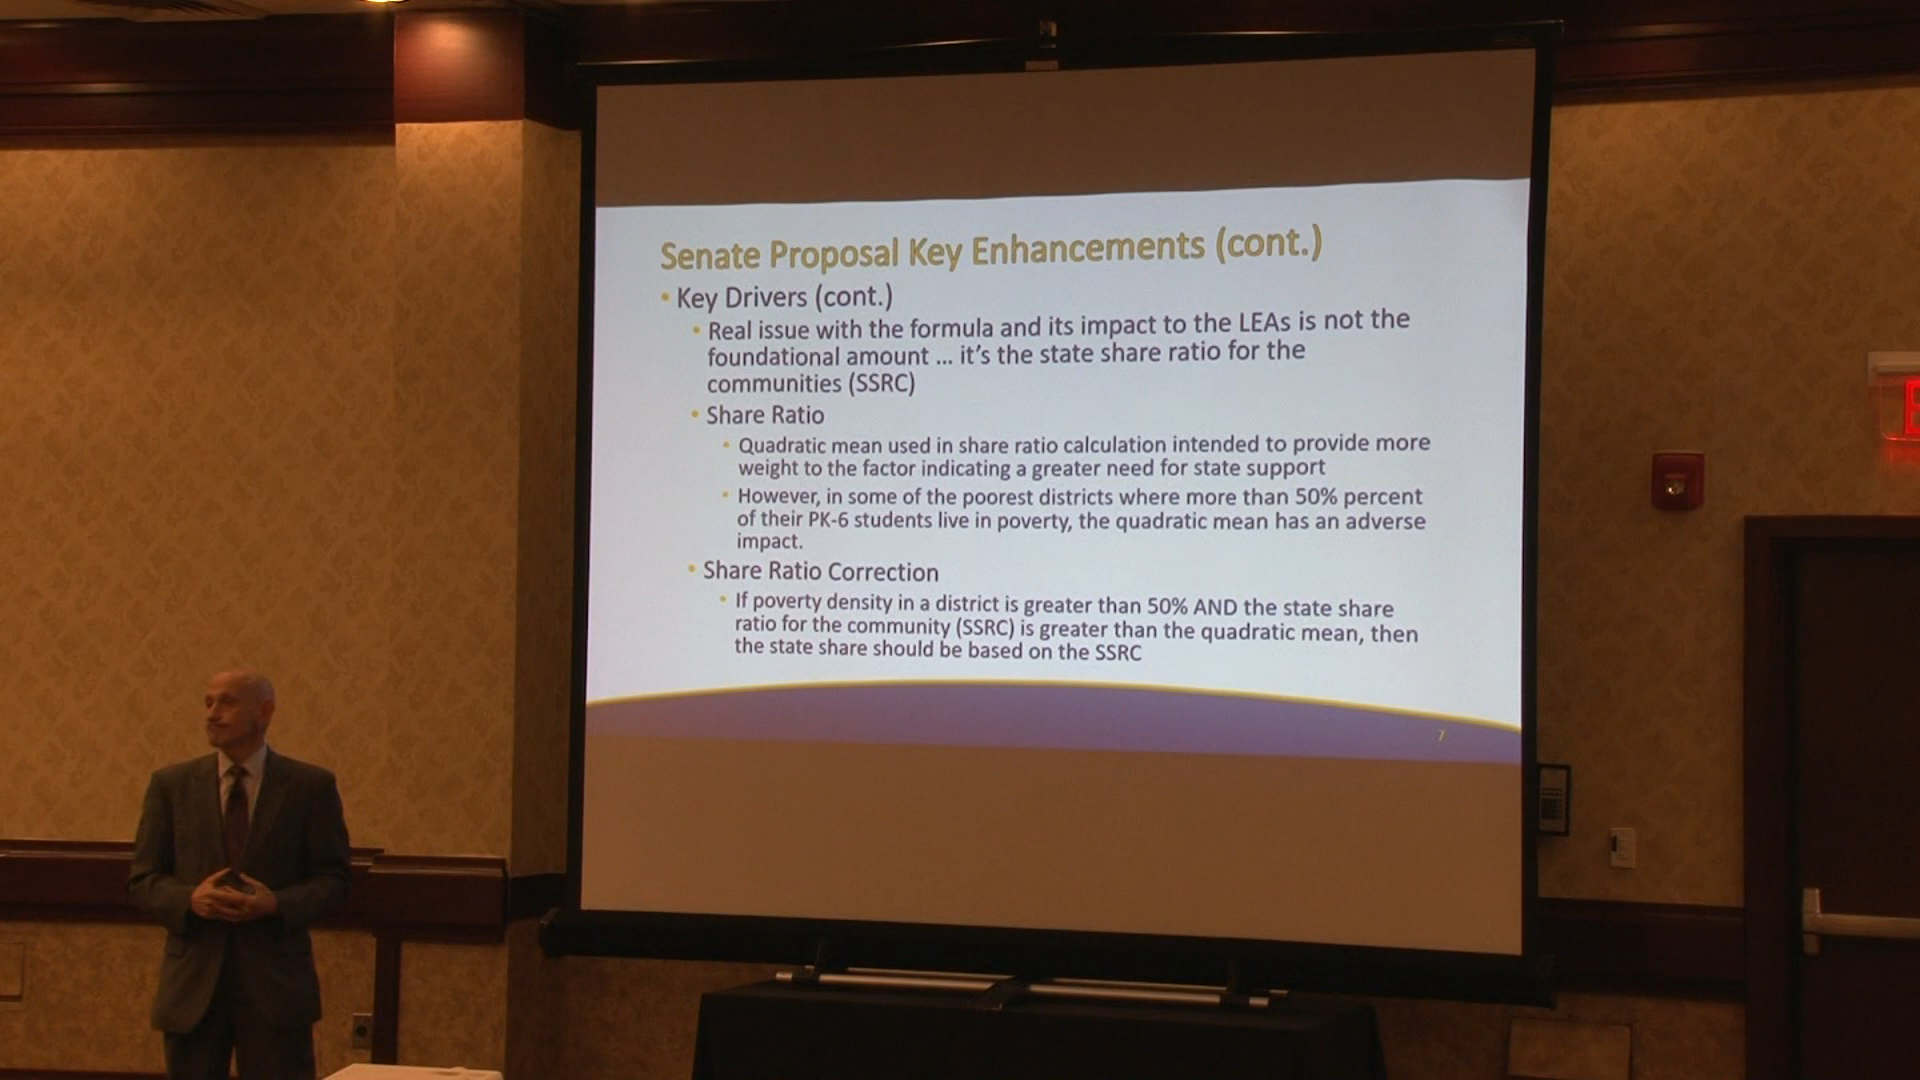 Senate Proposal Key Enhancements (cont.)
• Key Drivers (cont.)
• Real issue with the formula and its impact to the LEAs is not the
foundational amount ... it's the state share ratio for the
communities (SSRC)
• Share Ratio
• Quadratic mean used in share ratio calculation intended to provide more
weight to the factor indicating a greater need for state support
• However, in some of the poorest districts where more than 50% percent
of their PK-6 students live in poverty, the quadratic mean has an adverse
impact.
• Share Ratio Correction
• If poverty density in a district is greater than 50% AND the state share
ratio for the community (SSRC) is greater than the quadratic mean, then
the state share should be based on the SSRC
7